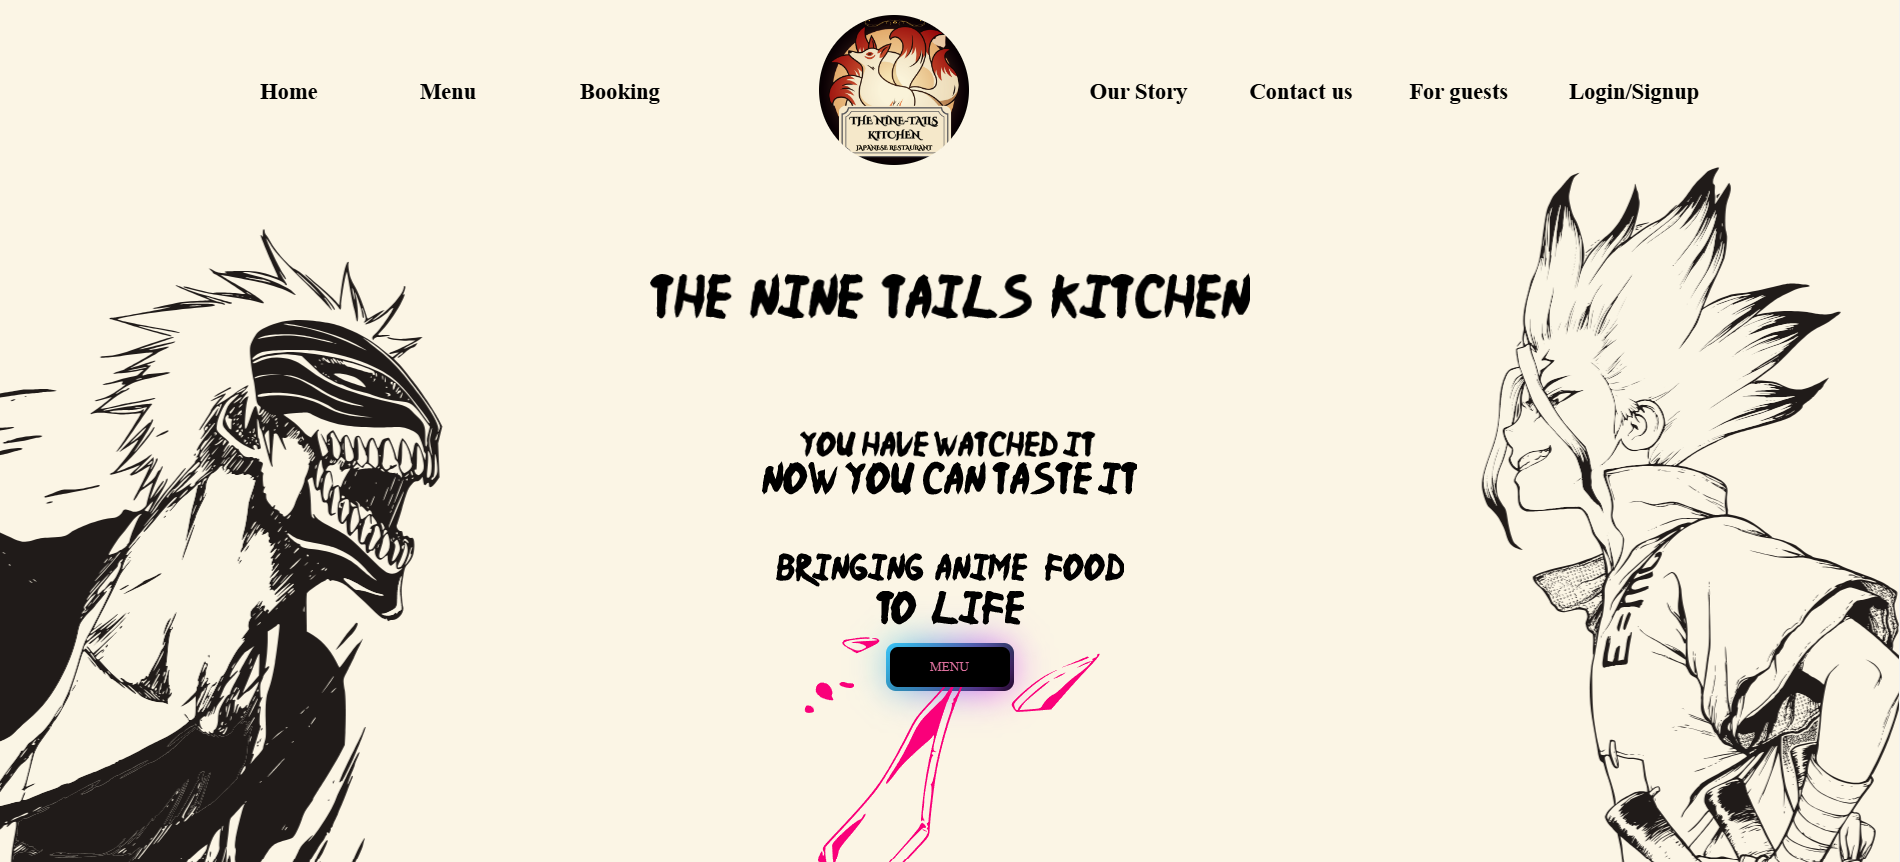 Home
Menu
Booking
THE NINE-TAILS
KITCHEN
JAPANESE RESTAURANT
Our Story
Contact us
For guests
Login/Signup
THE NINE TAILS KITCHEN
YOU HAVE WATCHED IT
NOW YOU CAN TASTE IT
BRINGING ANIME FOOD
TO LIFE
MENU
E=mc